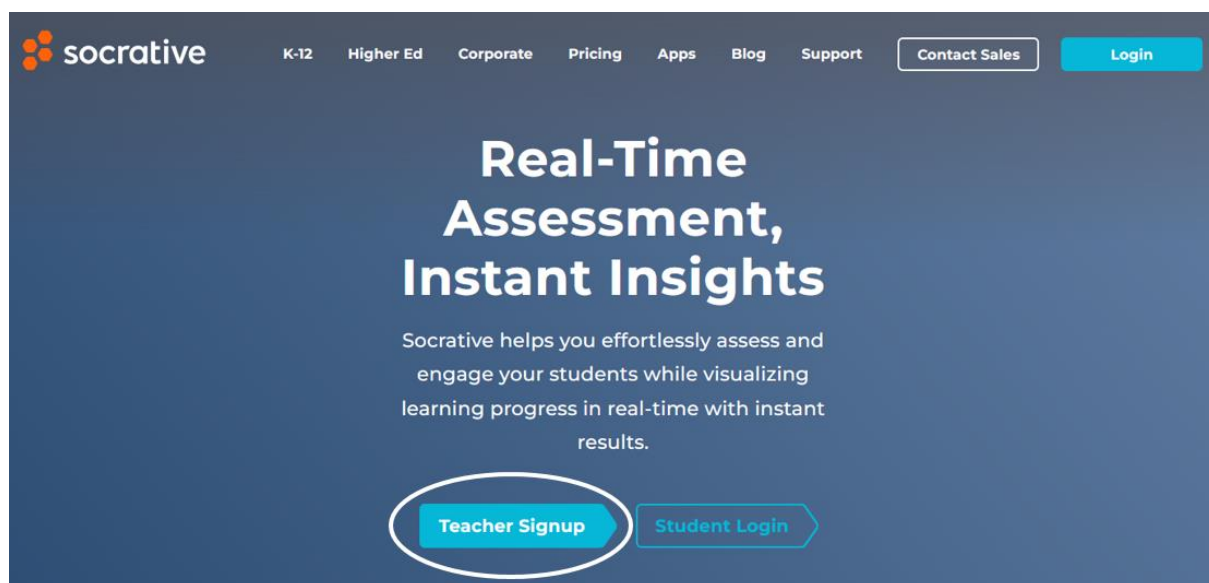 socrative K-12 Higher Ed Corporate Pricing Apps Blog Support Contact Sales Login
Real-Time
Assessment,
Instant Insights
Socrative helps you effortlessly assess and
engage your students while visualizing
learning progress in real-time with instant
results.
Teacher Signup Student Login